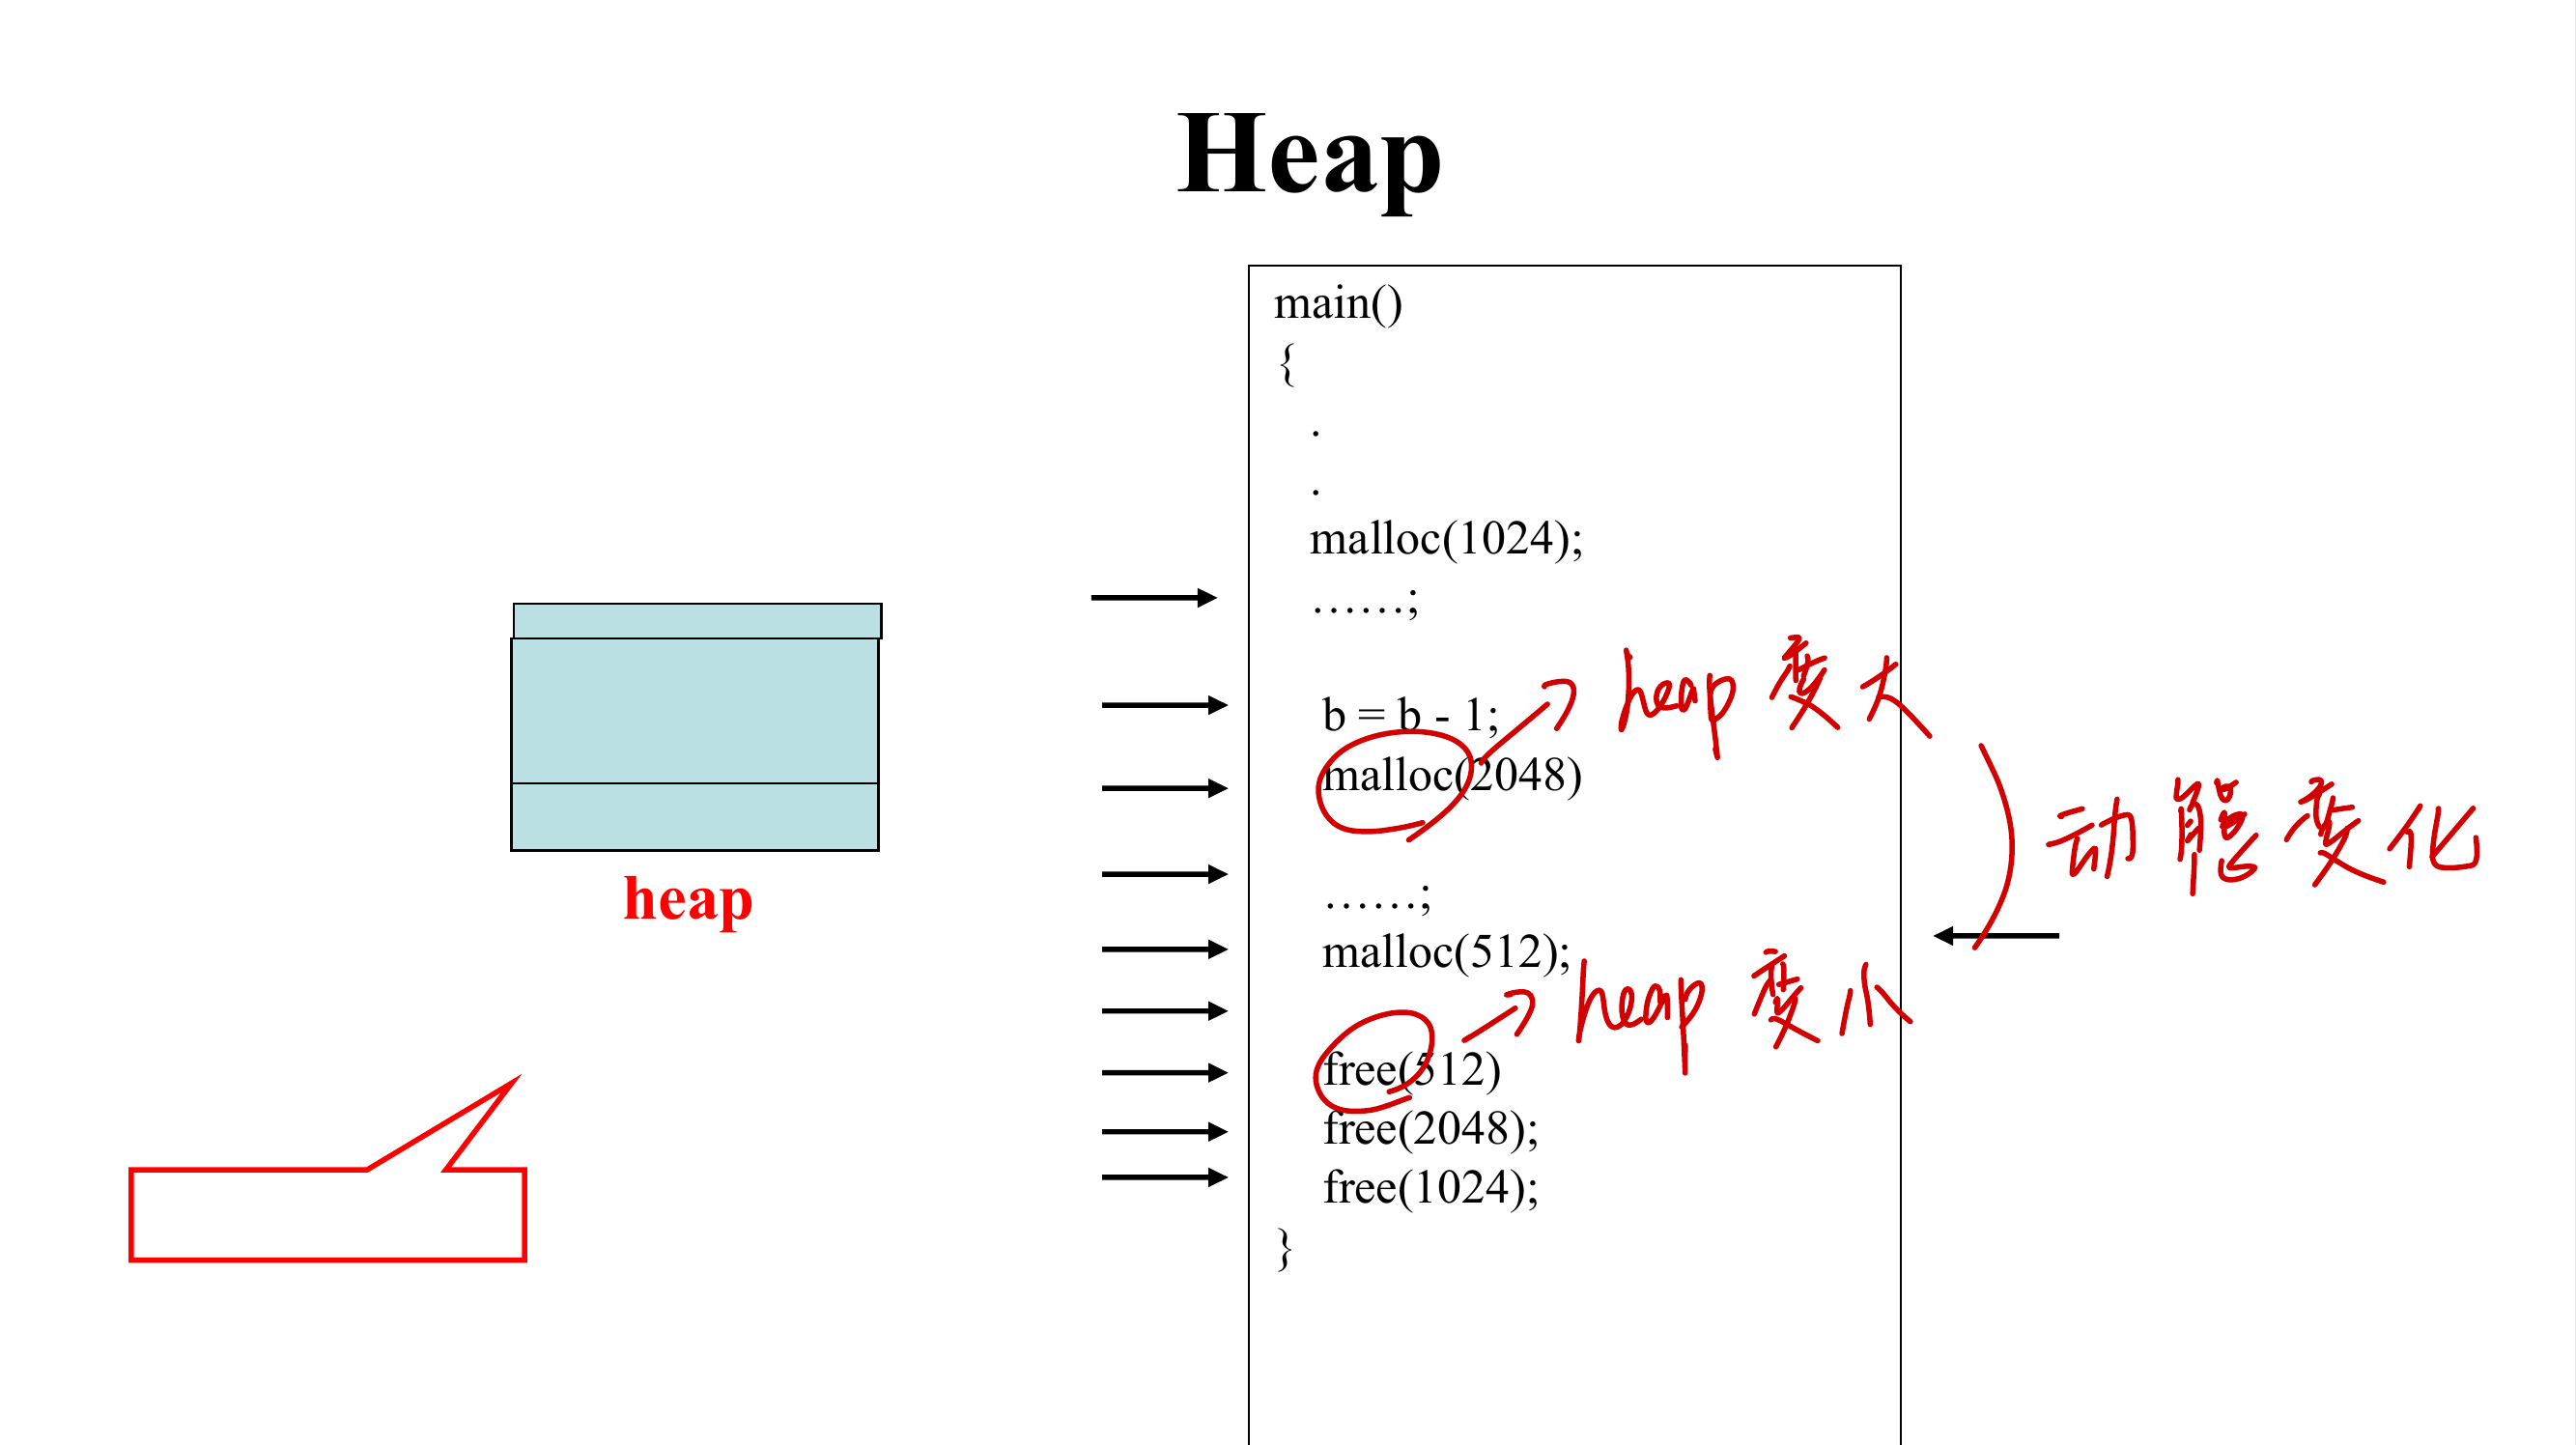 Heap
main()
{
.
.
malloc(1024);
……;
b = b - 1;
malloc(2048)
heap 变大
……;
malloc(512);
free(512)
heap 变小
free(2048);
free(1024);
}
动態变化
heap